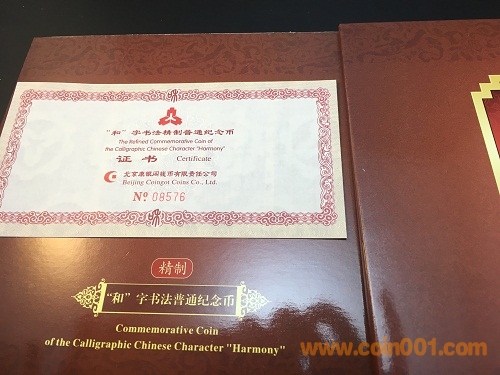 "和"字书法精制普通纪念币
The Refined Commemorative Coin of
the Calligraphic Chinese Character "Harmony"
证书 Certificate
北京康银阁钱币有限责任公司
Beijing Coingot Coins Co., Ltd.
No 08576
精制
"和"字书法普通纪念币
Commemorative Coin
of the Calligraphic Chinese Character "Harmony"
www.coin001.com